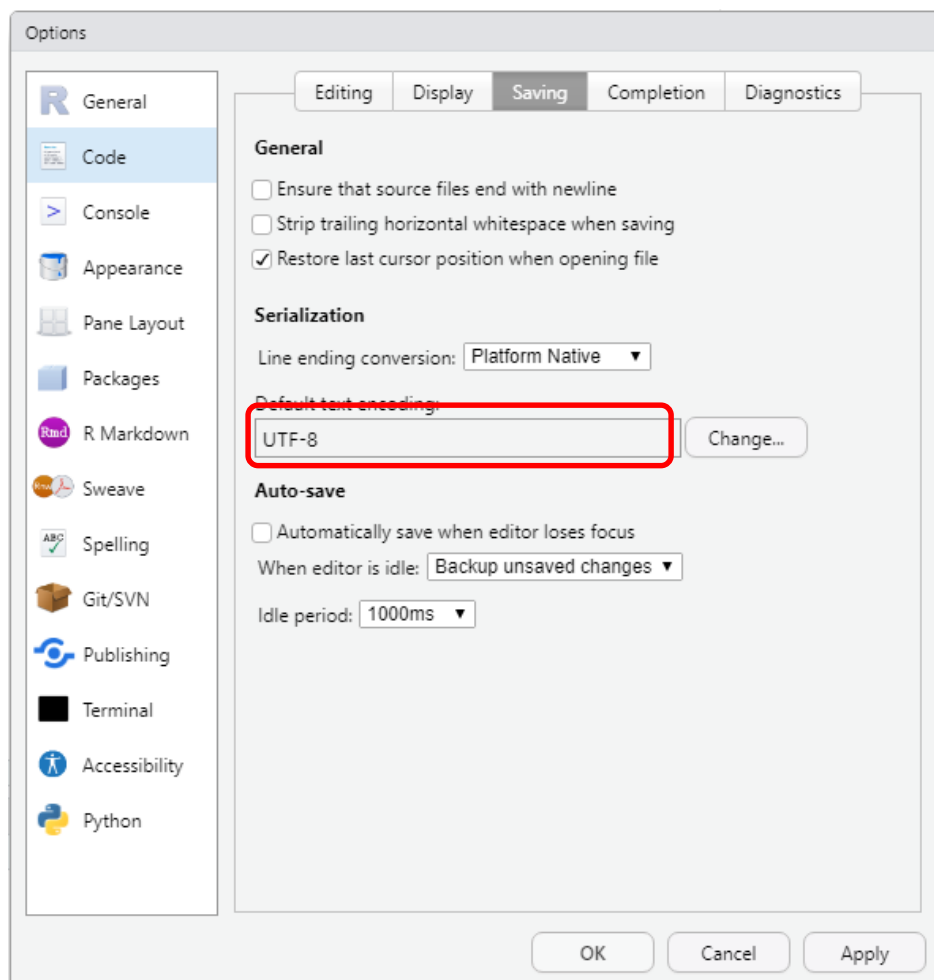 Options
General
Code
Console
Appearance
Pane Layout
Packages
Rmd R Markdown
Rnw Sweave
ABC Spelling
Git/SVN
Publishing
Terminal
Accessibility
Python
Editing Display Saving Completion Diagnostics
General
Ensure that source files end with newline
Strip trailing horizontal whitespace when saving
Restore last cursor position when opening file
Serialization
Line ending conversion: Platform Native
Default text encoding:
UTF-8 Change...
Auto-save
Automatically save when editor loses focus
When editor is idle: Backup unsaved changes
Idle period: 1000ms
OK Cancel Apply